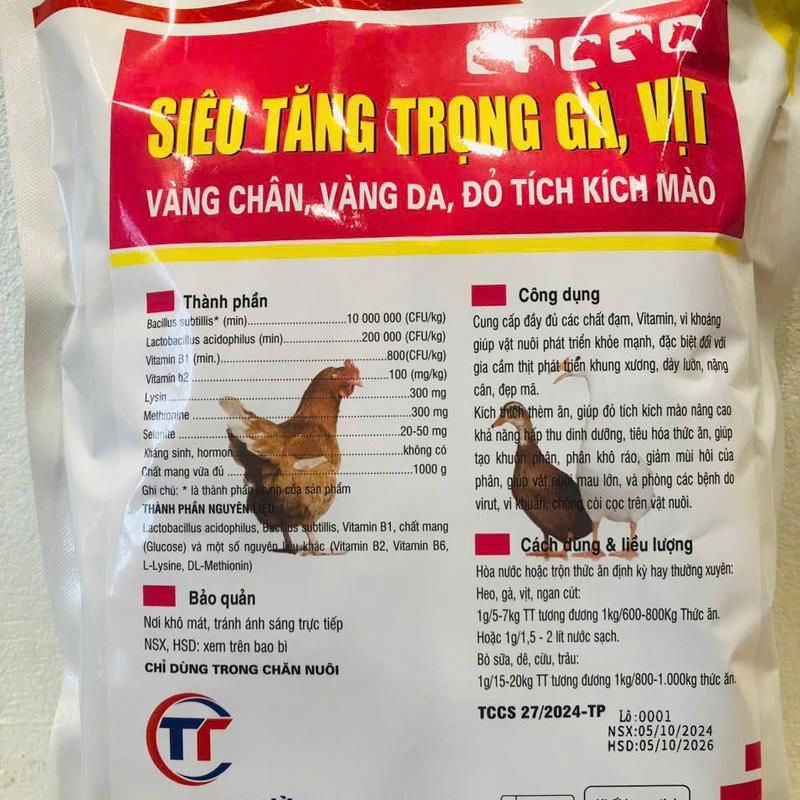 SIÊU TĂNG TRỌNG GÀ, VỊT
VÀNG CHÂN, VÀNG DA, ĐỎ TÍCH KÍCH MÀO
Thành phần
Bacillus subtillis* (min)...........................10 000 000 (CFU/kg)
Lactobacillus acidophilus (min)....................200 000 (CFU/kg)
Vitamin B1 (min.)............................................800(CFU/kg)
Vitamin b2.......................................................100 (mg/kg)
Lysin.......................................................................300 mg
Methionine..............................................................300 mg
Selenite.................................................................20-50 mg
Kháng sinh, hormon..............................................không có
Chất mang vừa đủ.................................................1000 g
Ghi chú: * là thành phần chính của sản phẩm
THÀNH PHẦN NGUYÊN LIỆU:
Lactobacillus acidophilus, Bacillus subtillis, Vitamin B1, chất mang
(Glucose) và một số nguyên liệu khác (Vitamin B2, Vitamin B6,
L-Lysine, DL-Methionin)
Bảo quản
Nơi khô mát, tránh ánh sáng trực tiếp
NSX, HSD: xem trên bao bì
CHỈ DÙNG TRONG CHĂN NUÔI
TT
Công dụng
Cung cấp đầy đủ các chất đạm, Vitamin, vi khoáng
giúp vật nuôi phát triển khỏe mạnh, đặc biệt đối với
gia cầm thịt phát triển khung xương, dày lườn, nặng
cân, đẹp mã.
Kích thích thèm ăn, giúp đỏ tích kích mào nâng cao
khả năng hấp thu dinh dưỡng, tiêu hóa thức ăn, giúp
tạo khuôn phân, phân khô ráo, giảm mùi hôi của
phân, giúp vật nuôi mau lớn, và phòng các bệnh do
virut, vi khuẩn, chống còi cọc trên vật nuôi.
Cách dùng & liều lượng
Hòa nước hoặc trộn thức ăn định kỳ hay thường xuyên:
Heo, gà, vịt, ngan cút:
1g/5-7kg TT tương đương 1kg/600-800Kg Thức ăn.
Hoặc 1g/1,5 - 2 lít nước sạch.
Bò sữa, dê, cừu, trâu:
1g/15-20kg TT tương đương 1kg/800-1.000kg thức ăn.
TCCS 27/2024-TP
Lô:0001
NSX:05/10/2024
HSD:05/10/2026